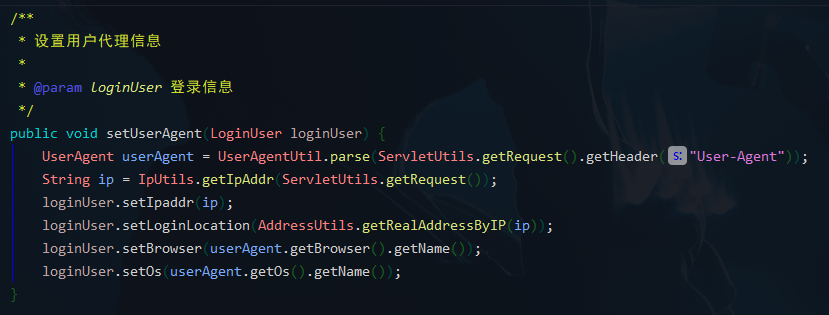 /**
 * 设置用户代理信息
 *
 * @param loginUser 登录信息
 */
public void setUserAgent(LoginUser loginUser) {
    UserAgent userAgent = UserAgentUtil.parse(ServletUtils.getRequest().getHeader( s: "User-Agent"));
    String ip = IpUtils.getIpAddr(ServletUtils.getRequest());
    loginUser.setIpaddr(ip);
    loginUser.setLoginLocation(AddressUtils.getRealAddressByIP(ip));
    loginUser.setBrowser(userAgent.getBrowser().getName());
    loginUser.setOs(userAgent.getOs().getName());
}